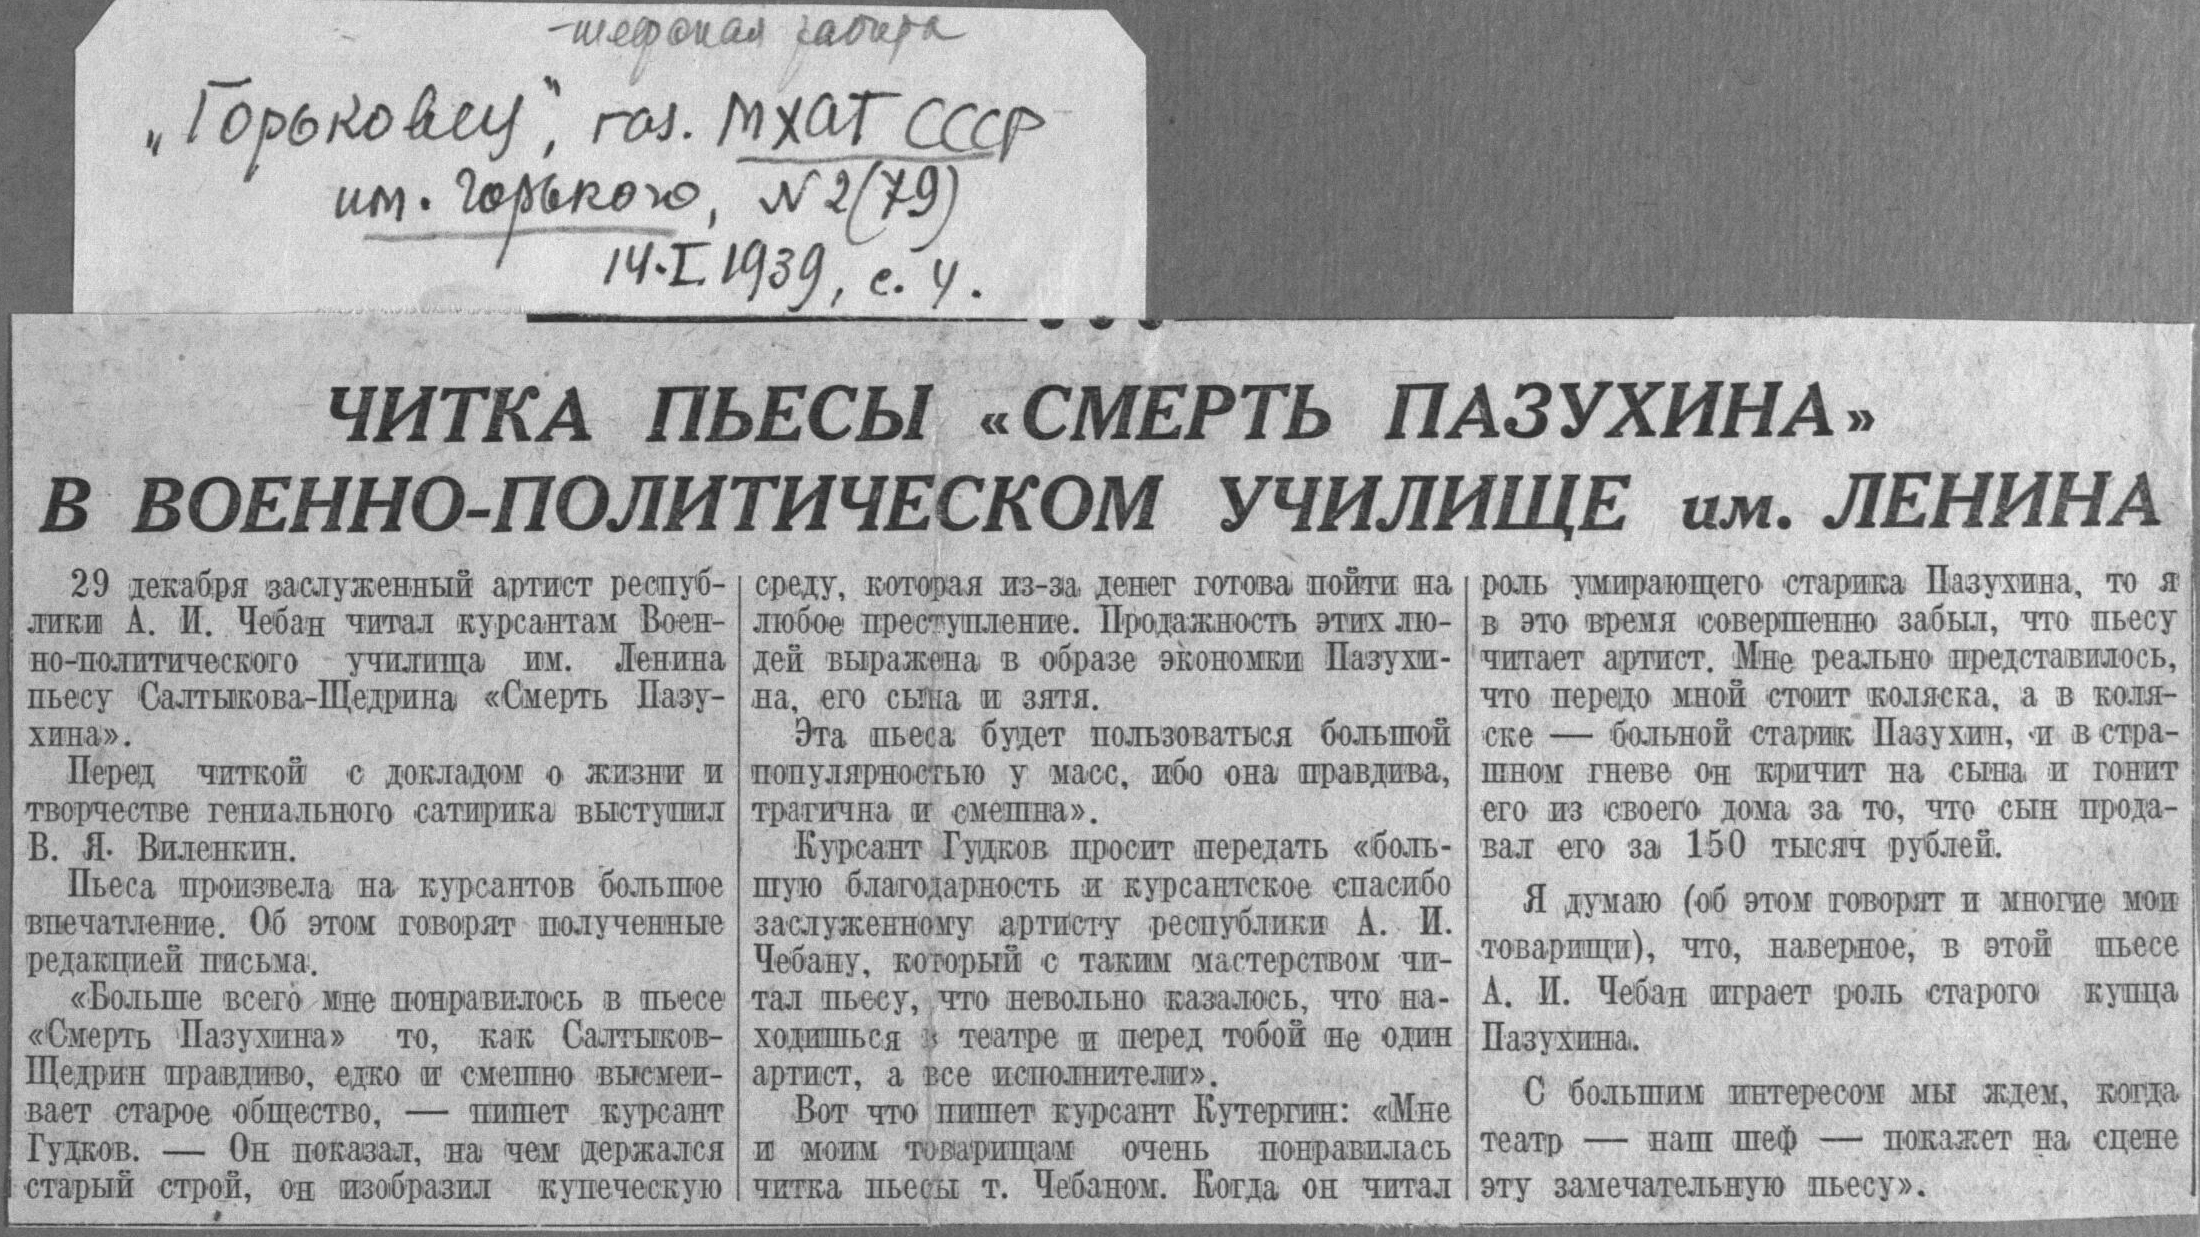 -шефская работа
„Горьковец", газ. МХАТ СССР
им. Горького, N 2(79)
14.I.1939, с. 4.
ЧИТКА ПЬЕСЫ «СМЕРТЬ ПАЗУХИНА»
В ВОЕННО-ПОЛИТИЧЕСКОМ УЧИЛИЩЕ им. ЛЕНИНА
29 декабря заслуженный артист респуб-
лики А. И. Чебан читал курсантам Воен-
но-политического училища им. Ленина
пьесу Салтыкова-Щедрина «Смерть Пазу-
хина».
Перед читкой с докладом о жизни и
творчестве гениального сатирика выступил
В. Я. Виленкин.
Пьеса произвела на курсантов большое
впечатление. Об этом говорят полученные
редакцией письма.
«Больше всего мне понравилось в пьесе
«Смерть Пазухина» то, как Салтыков-
Щедрин правдиво, едко и смешно высмеи-
вает старое общество, — пишет курсант
Гудков. — Он показал, на чем держался
старый строй, он изобразил купеческую
среду, которая из-за денег готова пойти на
любое преступление. Продажность этих лю-
дей выражена в образе экономки Пазухи-
на, его сына и зятя.
Эта пьеса будет пользоваться большой
популярностью у масс, ибо она правдива,
трагична и смешна».
Курсант Гудков просит передать «боль-
шую благодарность и курсантское спасибо
заслуженному артисту республики А. И.
Чебану, который с таким мастерством чи-
тал пьесу, что невольно казалось, что на-
ходишься в театре и перед тобой не один
артист, а все исполнители».
Вот что пишет курсант Кутергин: «Мне
и моим товарищам очень понравилась
читка пьесы т. Чебаном. Когда он читал
роль умирающего старика Пазухина, то я
в это время совершенно забыл, что пьесу
читает артист. Мне реально представилось,
что передо мной стоит коляска, а в коля-
ске — больной старик Пазухин, и в стра-
шном гневе он кричит на сына и гонит
его из своего дома за то, что сын прода-
вал его за 150 тысяч рублей.
Я думаю (об этом говорят и многие мои
товарищи), что, наверное, в этой пьесе
А. И. Чебан играет роль старого купца
Пазухина.
С большим интересом мы ждем, когда
театр — наш шеф — покажет на сцене
эту замечательную пьесу».